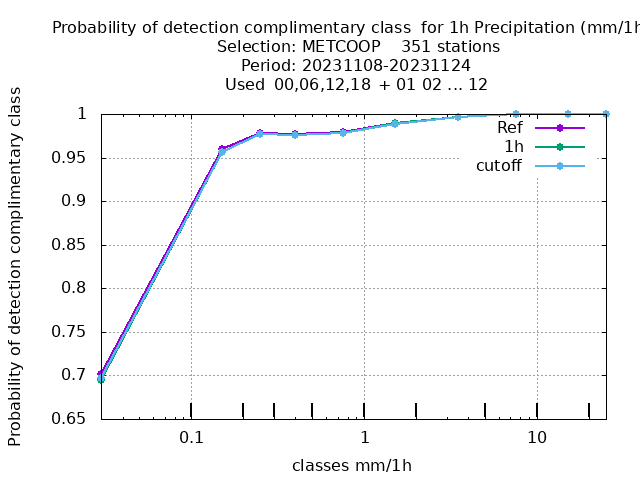 Probability of detection complimentary class for 1h Precipitation (mm/1h
Selection: METCOOP 351 stations
Period: 20231108-20231124
Used 00,06,12,18 + 01 02 ... 12
Probability of detection complimentary class
1
0.95
0.9
0.85
0.8
0.75
0.7
0.65
Ref
1h
cutoff
0.1
1
10
classes mm/1h